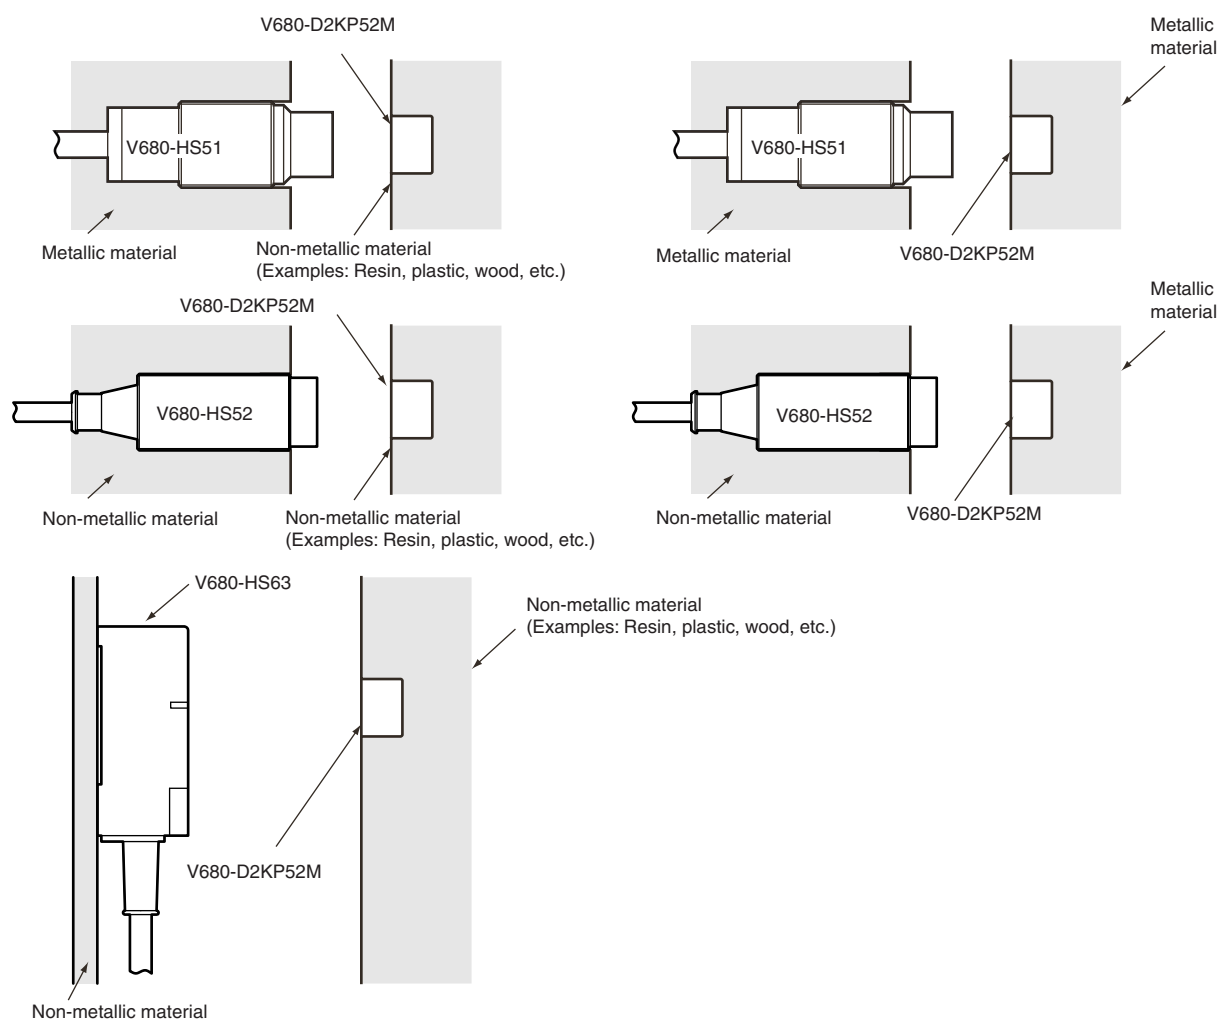 V680-D2KP52M
Metallic
material
V680-HS51
V680-HS51
Metallic material
Non-metallic material
(Examples: Resin, plastic, wood, etc.)
Metallic material
V680-D2KP52M
V680-D2KP52M
Metallic
material
V680-HS52
V680-HS52
Non-metallic material
Non-metallic material
(Examples: Resin, plastic, wood, etc.)
Non-metallic material
V680-D2KP52M
V680-HS63
Non-metallic material
(Examples: Resin, plastic, wood, etc.)
V680-D2KP52M
Non-metallic material